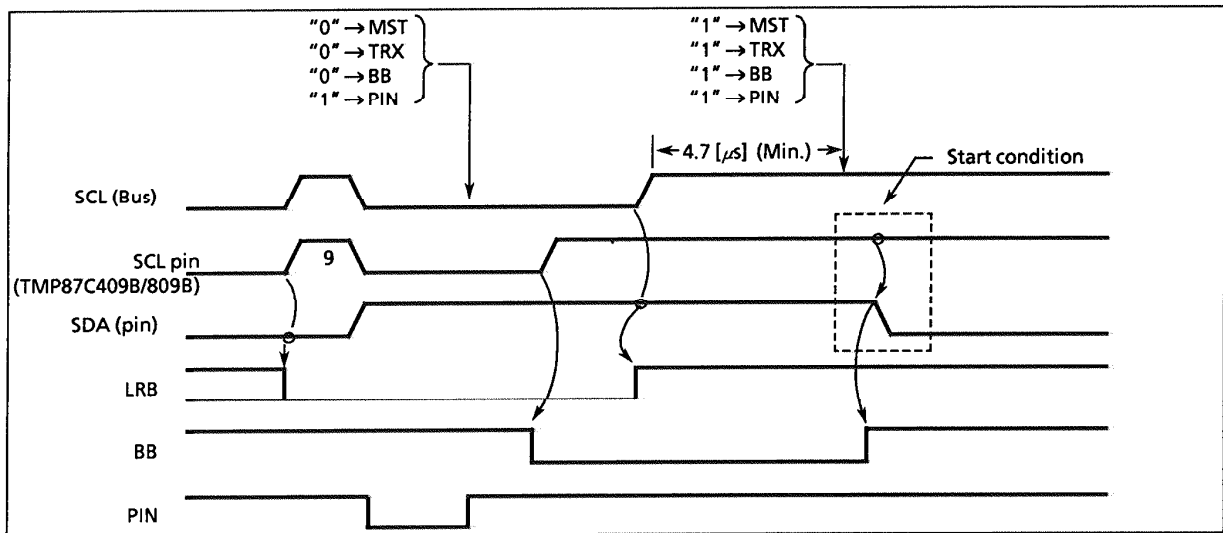 "0" → MST
"0" → TRX
"0" → BB
"1" → PIN
"1" → MST
"1" → TRX
"1" → BB
"1" → PIN
4.7 [μs] (Min.)
Start condition
SCL (Bus)
SCL pin
(TMP87C409B/809B)
9
SDA (pin)
LRB
BB
PIN